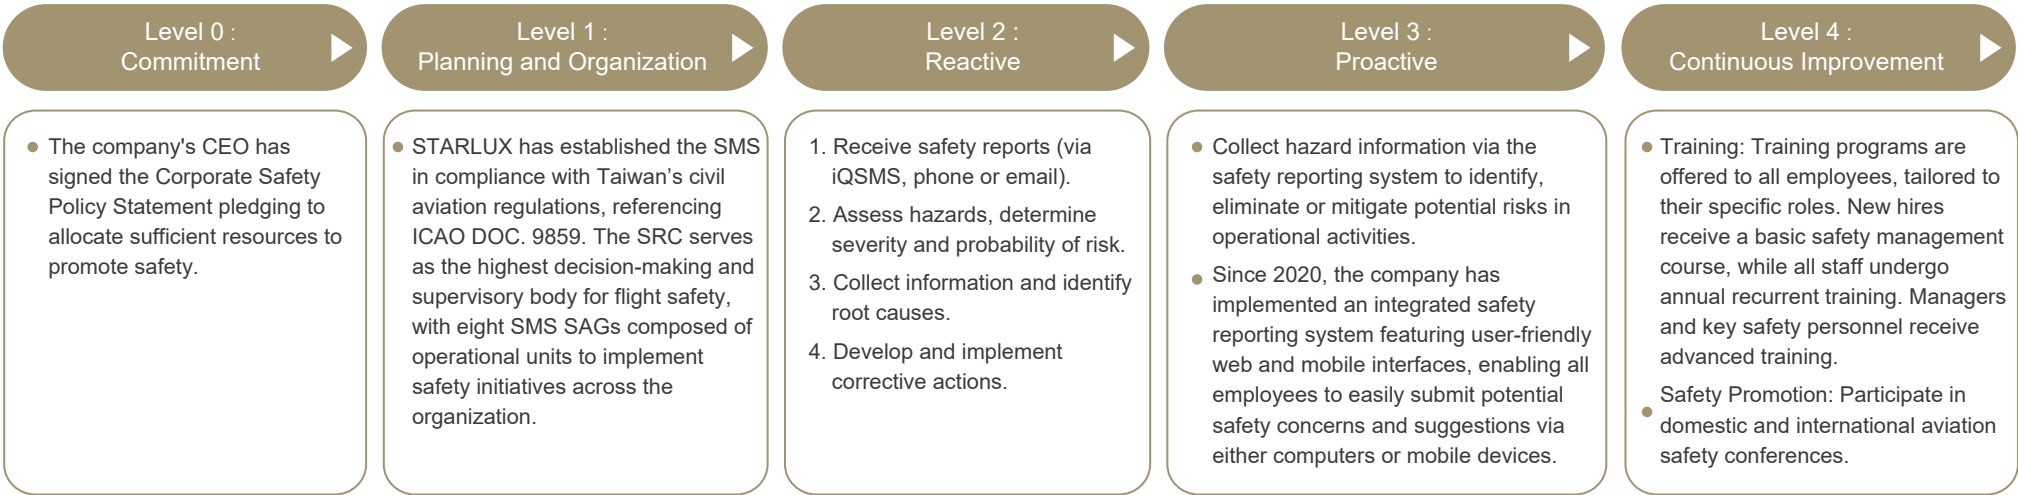 Level 0 :
Commitment
The company's CEO has
signed the Corporate Safety
Policy Statement pledging to
allocate sufficient resources to
promote safety.
Level 1 :
Planning and Organization
STARLUX has established the SMS
in compliance with Taiwan’s civil
aviation regulations, referencing
ICAO DOC. 9859. The SRC serves
as the highest decision-making and
supervisory body for flight safety,
with eight SMS SAGs composed of
operational units to implement
safety initiatives across the
organization.
Level 2 :
Reactive
1. Receive safety reports (via
iQSMS, phone or email).
2. Assess hazards, determine
severity and probability of risk.
3. Collect information and identify
root causes.
4. Develop and implement
corrective actions.
Level 3 :
Proactive
Collect hazard information via the
safety reporting system to identify,
eliminate or mitigate potential risks in
operational activities.
Since 2020, the company has
implemented an integrated safety
reporting system featuring user-friendly
web and mobile interfaces, enabling all
employees to easily submit potential
safety concerns and suggestions via
either computers or mobile devices.
Level 4 :
Continuous Improvement
Training: Training programs are
offered to all employees, tailored to
their specific roles. New hires
receive a basic safety management
course, while all staff undergo
annual recurrent training. Managers
and key safety personnel receive
advanced training.
Safety Promotion: Participate in
domestic and international aviation
safety conferences.